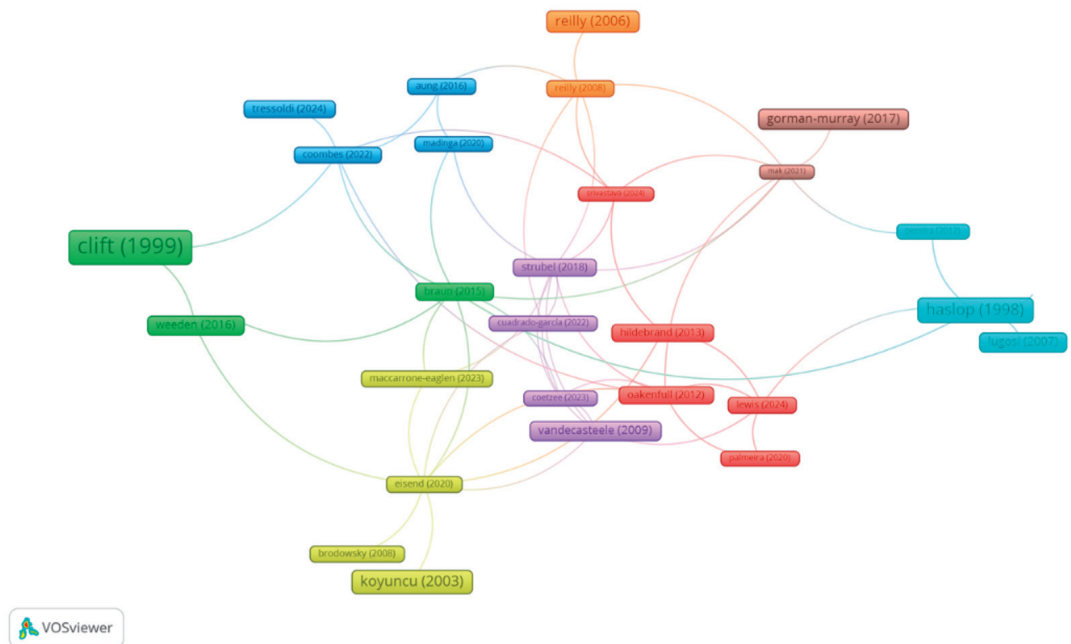 reilly (2006)
aung (2016)
reilly (2008)
tressoldi (2024)
gorman-murray (2017)
madinga (2020)
coombes (2022)
mak (2021)
(2024)
clift (1999)
strubel (2018)
braun (2015)
haslop (1998)
weeden (2016)
cuadrado-garcía (2022)
hildebrand (2013)
lugosi (2007)
maccarrone-eaglen (2023)
coetzee (2023)
oakenfull (2012)
lewis (2024)
vandecasteele (2009)
palmeira (2020)
eisend (2020)
brodowsky (2008)
koyuncu (2003)
VOSviewer